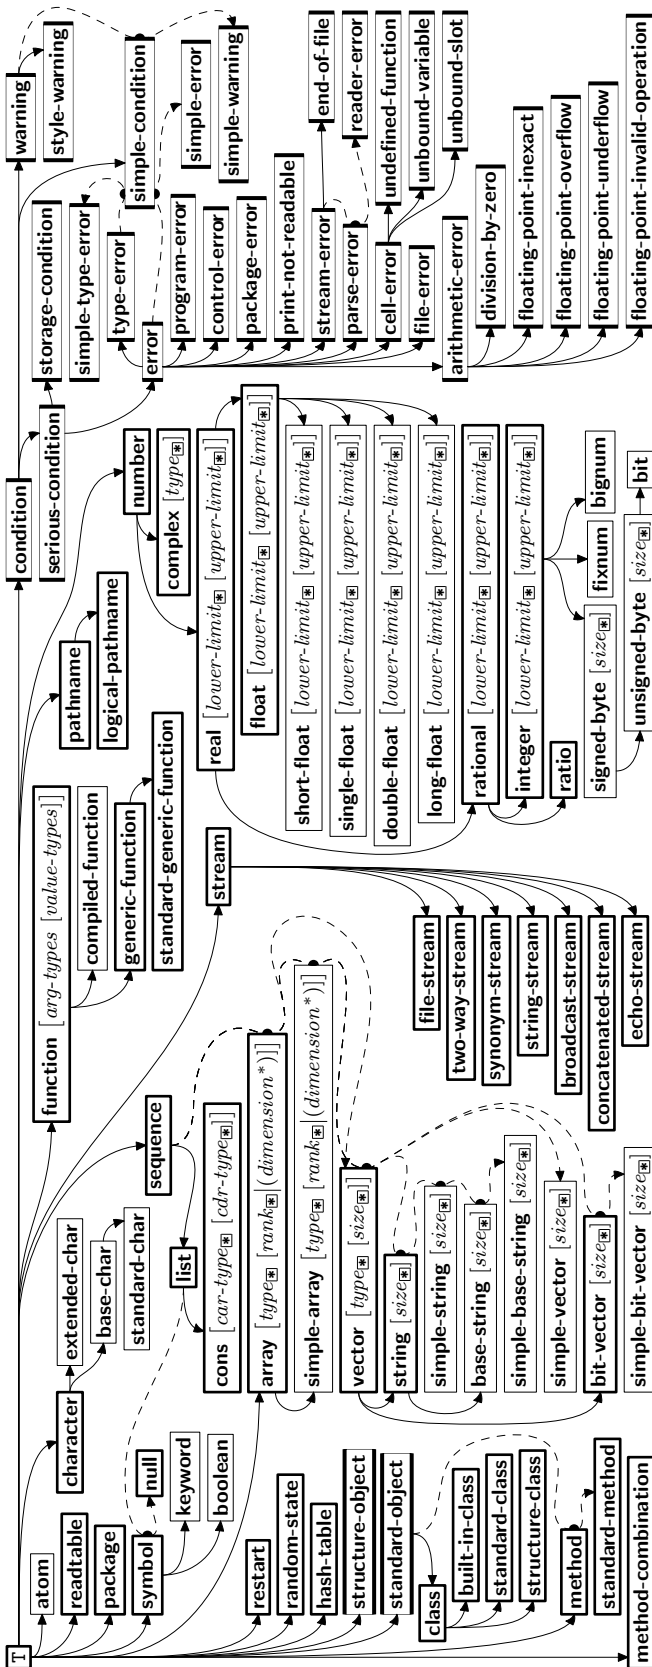 T
atom
readtable
package
symbol
null
keyword
boolean
restart
random-state
hash-table
structure-object
standard-object
class
built-in-class
standard-class
structure-class
method
standard-method
method-combination
character
extended-char
base-char
standard-char
sequence
list
cons [car-type* [cdr-type*]]
array [type* [rank*|(dimension*)]]
simple-array [type* [rank*|(dimension*)]]
vector [type* [size*]]
string [size*]
simple-string [size*]
base-string [size*]
simple-base-string [size*]
simple-vector [size*]
bit-vector [size*]
simple-bit-vector [size*]
function [arg-types [value-types]]
compiled-function
generic-function
standard-generic-function
stream
file-stream
two-way-stream
synonym-stream
string-stream
broadcast-stream
concatenated-stream
echo-stream
pathname
logical-pathname
number
complex [type*]
real [lower-limit* [upper-limit*]]
float [lower-limit* [upper-limit*]]
short-float [lower-limit* [upper-limit*]]
single-float [lower-limit* [upper-limit*]]
double-float [lower-limit* [upper-limit*]]
long-float [lower-limit* [upper-limit*]]
rational [lower-limit* [upper-limit*]]
integer [lower-limit* [upper-limit*]]
ratio
signed-byte [size*]
fixnum
bignum
unsigned-byte [size*]
bit
condition
serious-condition
storage-condition
simple-type-error
type-error
error
program-error
control-error
package-error
print-not-readable
stream-error
parse-error
cell-error
file-error
arithmetic-error
warning
style-warning
simple-condition
simple-error
simple-warning
end-of-file
reader-error
undefined-function
unbound-variable
unbound-slot
division-by-zero
floating-point-inexact
floating-point-overflow
floating-point-underflow
floating-point-invalid-operation